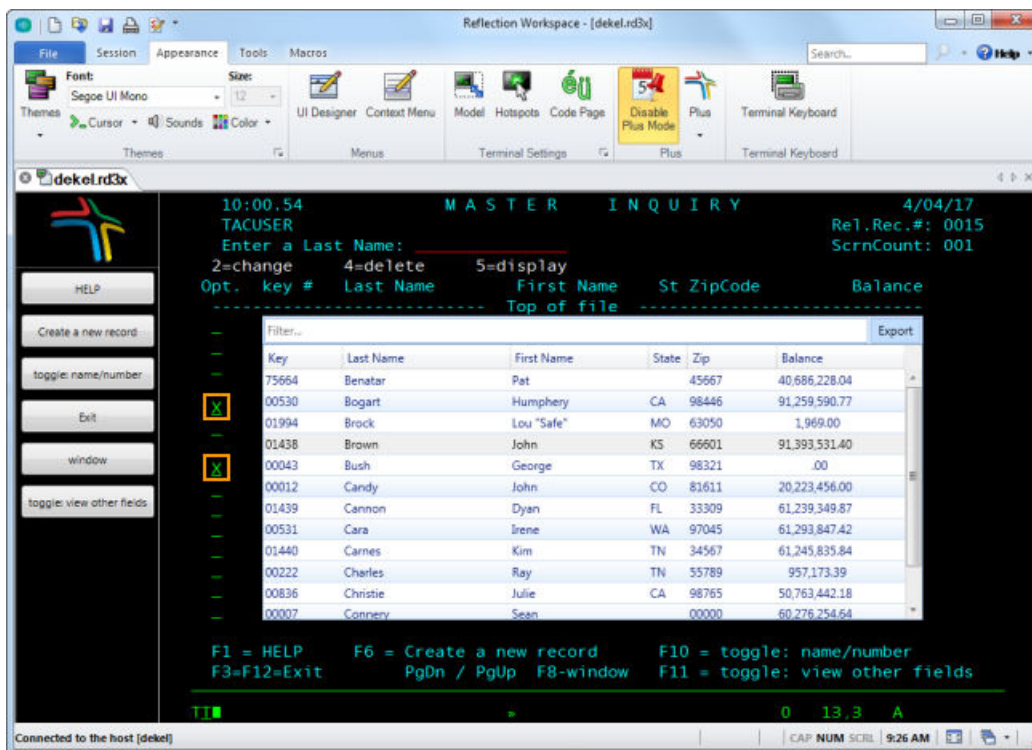 Reflection Workspace - [dekel.rd3x]
File Session Appearance Tools Macros Search... Help
Font: Size:
Segoe UI Mono 12
Themes Cursor Sounds Color
UI Designer Context Menu Model Hotspots Code Page Disable Plus Mode Plus Terminal Keyboard
Themes Menus Terminal Settings Plus Terminal Keyboard
dekel.rd3x
10:00.54 MASTER INQUIRY 4/04/17
TACUSER Rel.Rec.#: 0015
Enter a Last Name: ScrnCount: 001
2=change 4=delete 5=display
Opt. key # Last Name First Name St ZipCode Balance
---------------------------- Top of file -----------------------------
HELP
Create a new record
toggle: name/number
Exit
window
toggle: view other fields
X
X
Filter... Export
Key Last Name First Name State Zip Balance
75664 Benatar Pat 45667 40,686,228.04
00530 Bogart Humphery CA 98446 91,259,590.77
01994 Brock Lou "Safe" MO 63050 1,969.00
01438 Brown John KS 66601 91,393,531.40
00043 Bush George TX 98321 .00
00012 Candy John CO 81611 20,223,456.00
01439 Cannon Dyan FL 33309 61,239,349.87
00531 Cara Irene WA 97045 61,293,847.42
01440 Carnes Kim TN 34567 61,245,835.84
00222 Charles Ray TN 55789 957,173.39
00836 Christie Julie CA 98765 50,763,442.18
00007 Connery Sean 00000 60,276,254.64
F1 = HELP F6 = Create a new record F10 = toggle: name/number
F3=F12=Exit PgDn / PgUp F8-window F11 = toggle: view other fields
TI » O 13,3 A
Connected to the host [dekel] CAP NUM SCRL 9:26 AM